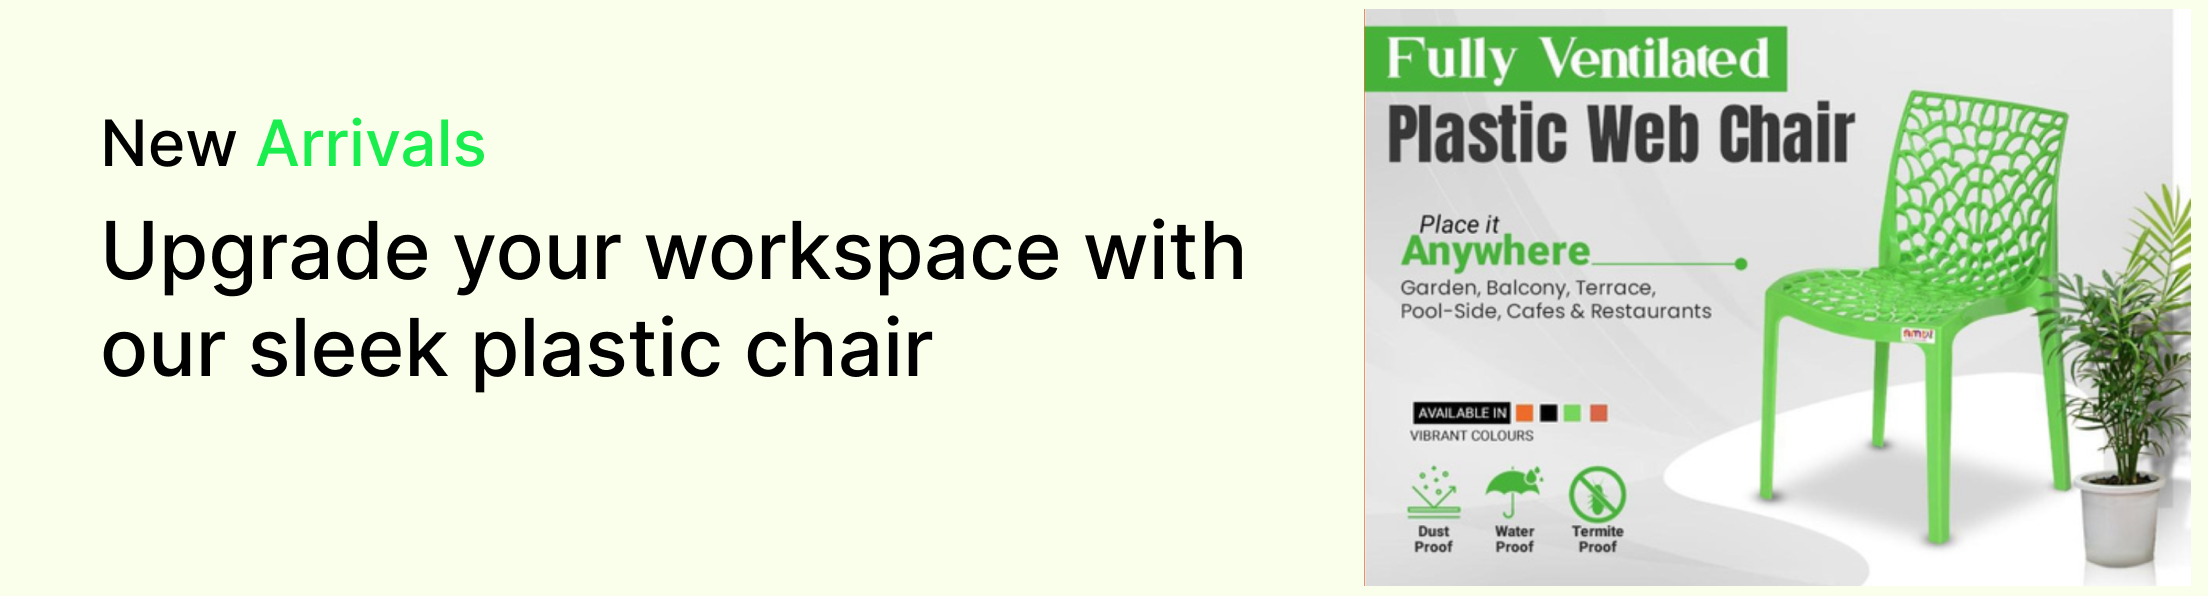 New Arrivals
Upgrade your workspace with
our sleek plastic chair
Fully Ventilated
Plastic Web Chair
Place it
Anywhere
Garden, Balcony, Terrace,
Pool-Side, Cafes & Restaurants
AVAILABLE IN
VIBRANT COLOURS
Dust
Proof
Water
Proof
Termite
Proof